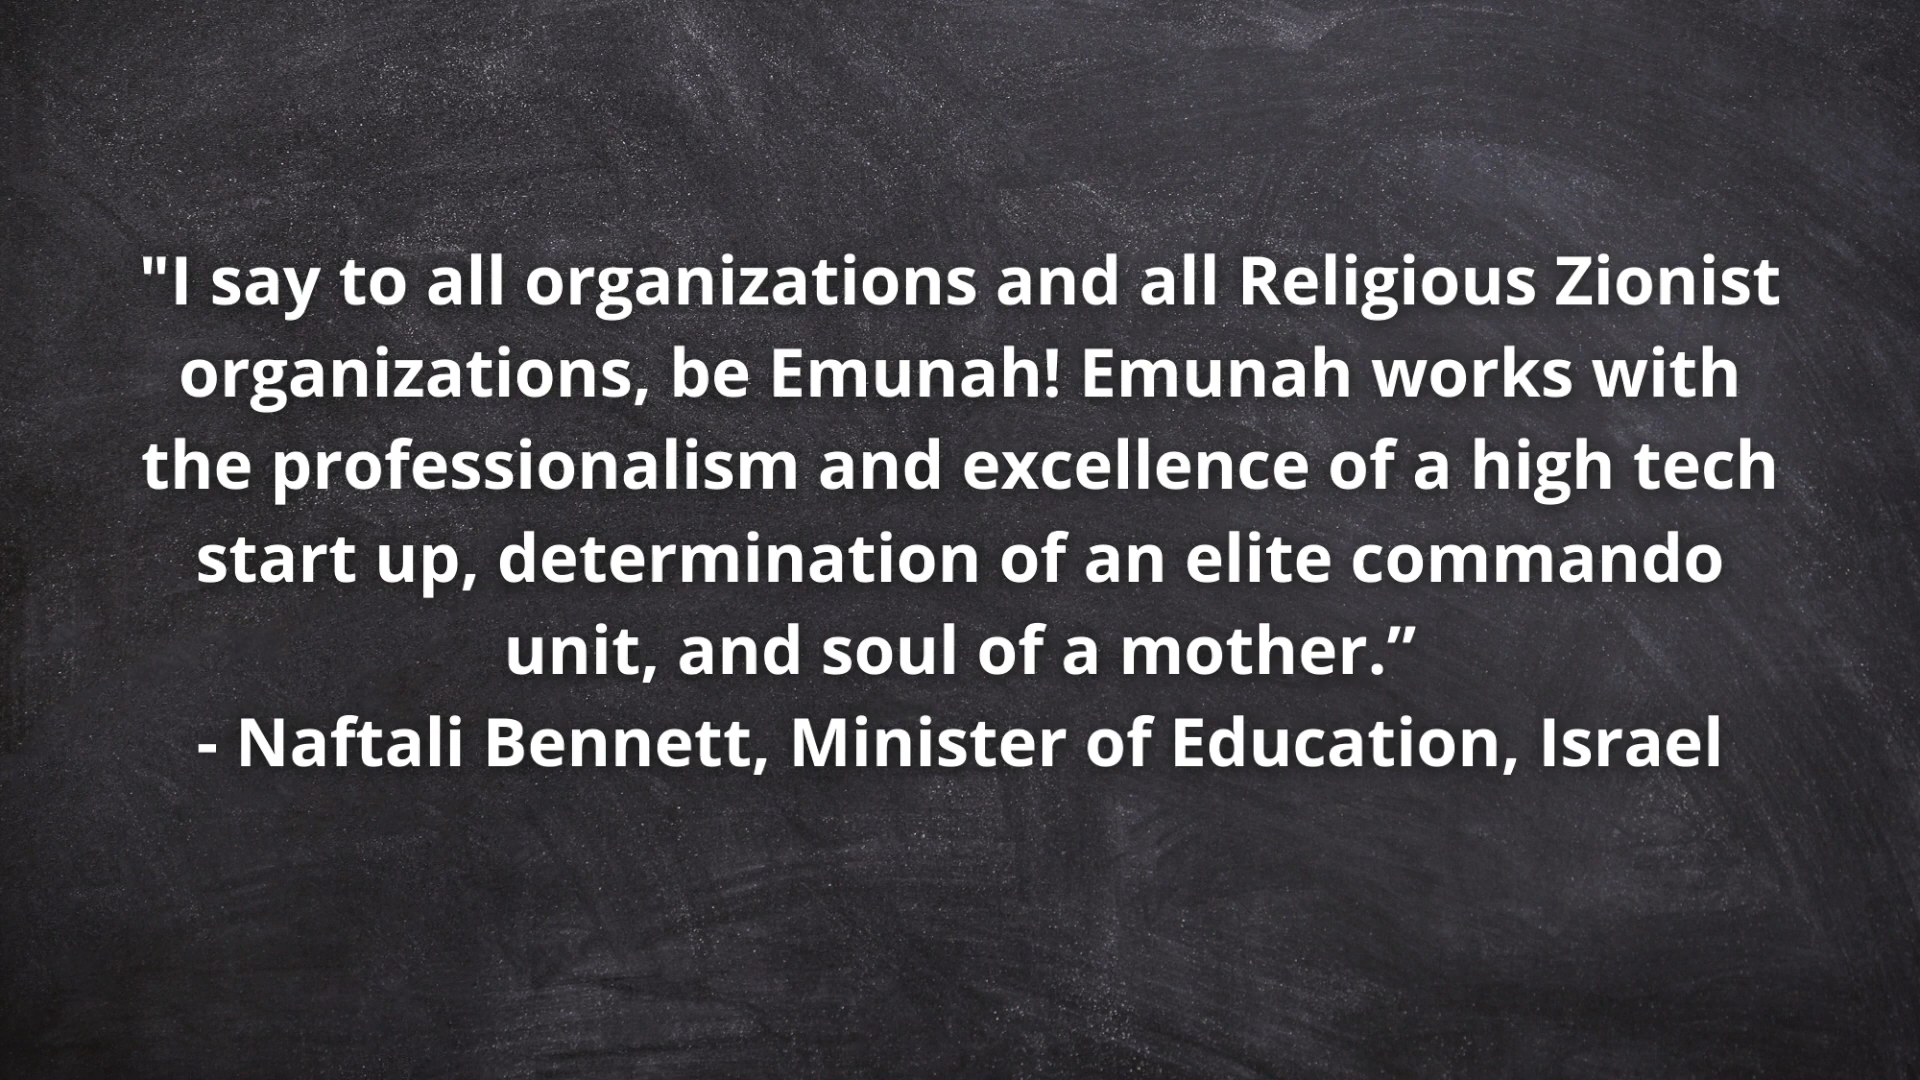 "I say to all organizations and all Religious Zionist
organizations, be Emunah! Emunah works with
the professionalism and excellence of a high tech
start up, determination of an elite commando
unit, and soul of a mother.”
- Naftali Bennett, Minister of Education, Israel